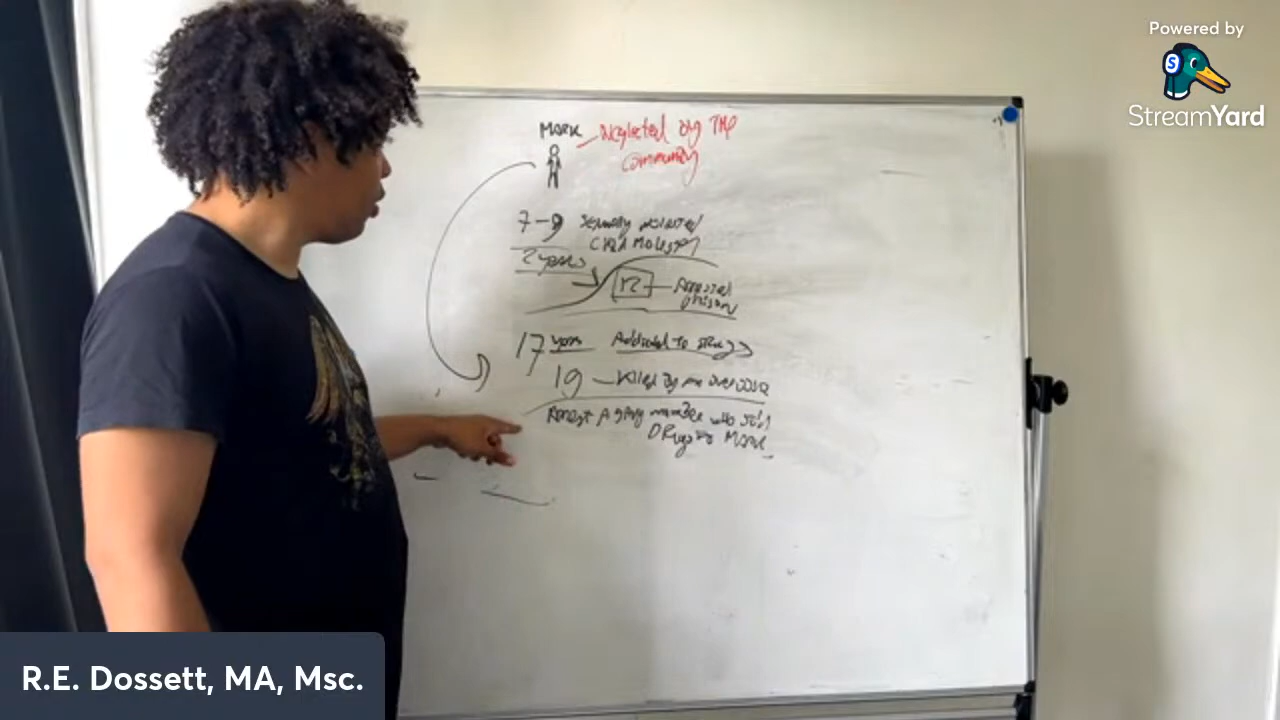 Powered by
StreamYard
MARK
Neglected by the
community
7-9 Sexually molested
Child Molester
2 years
12 Arrested
prison
17 years Addicted to drugs
19 - Killed by an overdose
Arrest A gang member who sold
Drugs to Mark
R.E. Dossett, MA, Msc.